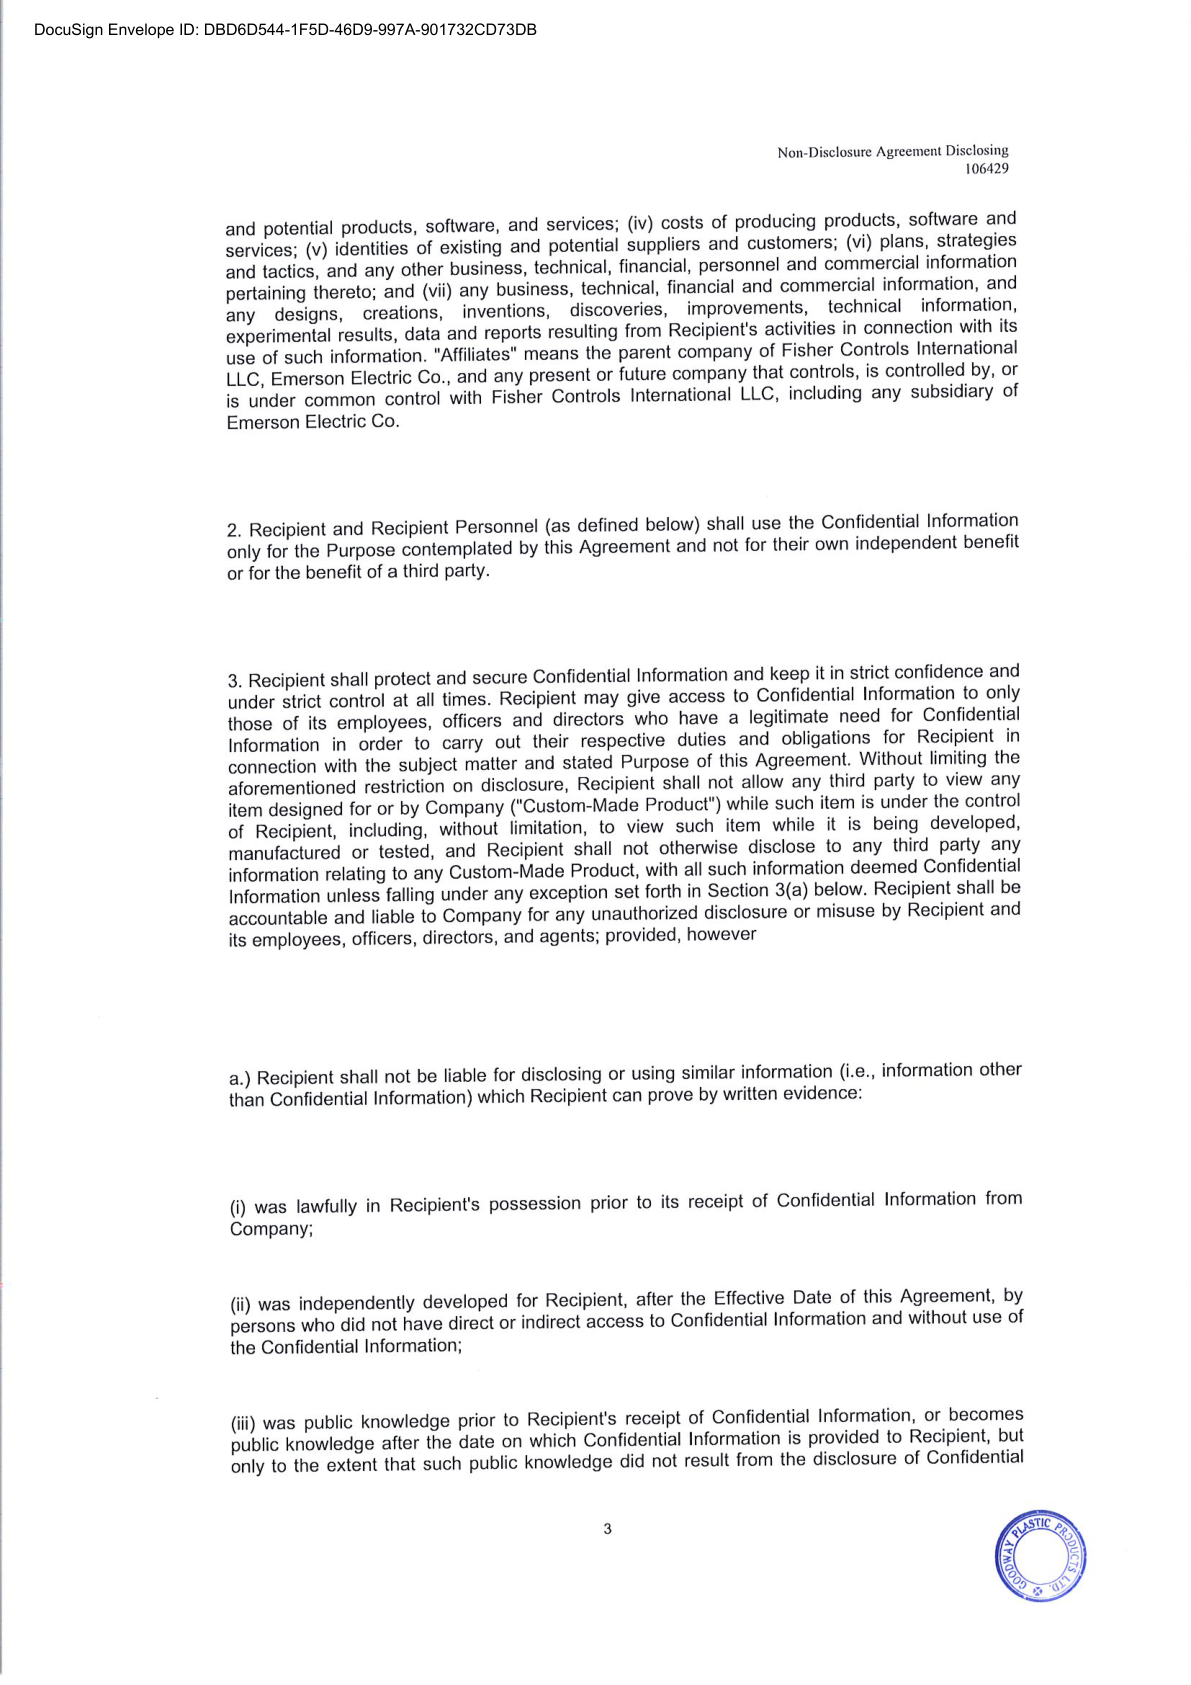 DocuSign Envelope ID: DBD6D544-1F5D-46D9-997A-901732CD73DB
Non-Disclosure Agreement Disclosing
106429
and potential products, software, and services; (iv) costs of producing products, software and
services; (v) identities of existing and potential suppliers and customers; (vi) plans, strategies
and tactics, and any other business, technical, financial, personnel and commercial information
pertaining thereto; and (vii) any business, technical, financial and commercial information, and
any designs, creations, inventions, discoveries, improvements, technical information,
experimental results, data and reports resulting from Recipient's activities in connection with its
use of such information. "Affiliates" means the parent company of Fisher Controls International
LLC, Emerson Electric Co., and any present or future company that controls, is controlled by, or
is under common control with Fisher Controls International LLC, including any subsidiary of
Emerson Electric Co.
2. Recipient and Recipient Personnel (as defined below) shall use the Confidential Information
only for the Purpose contemplated by this Agreement and not for their own independent benefit
or for the benefit of a third party.
3. Recipient shall protect and secure Confidential Information and keep it in strict confidence and
under strict control at all times. Recipient may give access to Confidential Information to only
those of its employees, officers and directors who have a legitimate need for Confidential
Information in order to carry out their respective duties and obligations for Recipient in
connection with the subject matter and stated Purpose of this Agreement. Without limiting the
aforementioned restriction on disclosure, Recipient shall not allow any third party to view any
item designed for or by Company ("Custom-Made Product") while such item is under the control
of Recipient, including, without limitation, to view such item while it is being developed,
manufactured or tested, and Recipient shall not otherwise disclose to any third party any
information relating to any Custom-Made Product, with all such information deemed Confidential
Information unless falling under any exception set forth in Section 3(a) below. Recipient shall be
accountable and liable to Company for any unauthorized disclosure or misuse by Recipient and
its employees, officers, directors, and agents; provided, however
a.) Recipient shall not be liable for disclosing or using similar information (i.e., information other
than Confidential Information) which Recipient can prove by written evidence:
(i) was lawfully in Recipient's possession prior to its receipt of Confidential Information from
Company;
(ii) was independently developed for Recipient, after the Effective Date of this Agreement, by
persons who did not have direct or indirect access to Confidential Information and without use of
the Confidential Information;
(iii) was public knowledge prior to Recipient's receipt of Confidential Information, or becomes
public knowledge after the date on which Confidential Information is provided to Recipient, but
only to the extent that such public knowledge did not result from the disclosure of Confidential
3
GOODWAY PLASTIC PRODUCTS LTD.